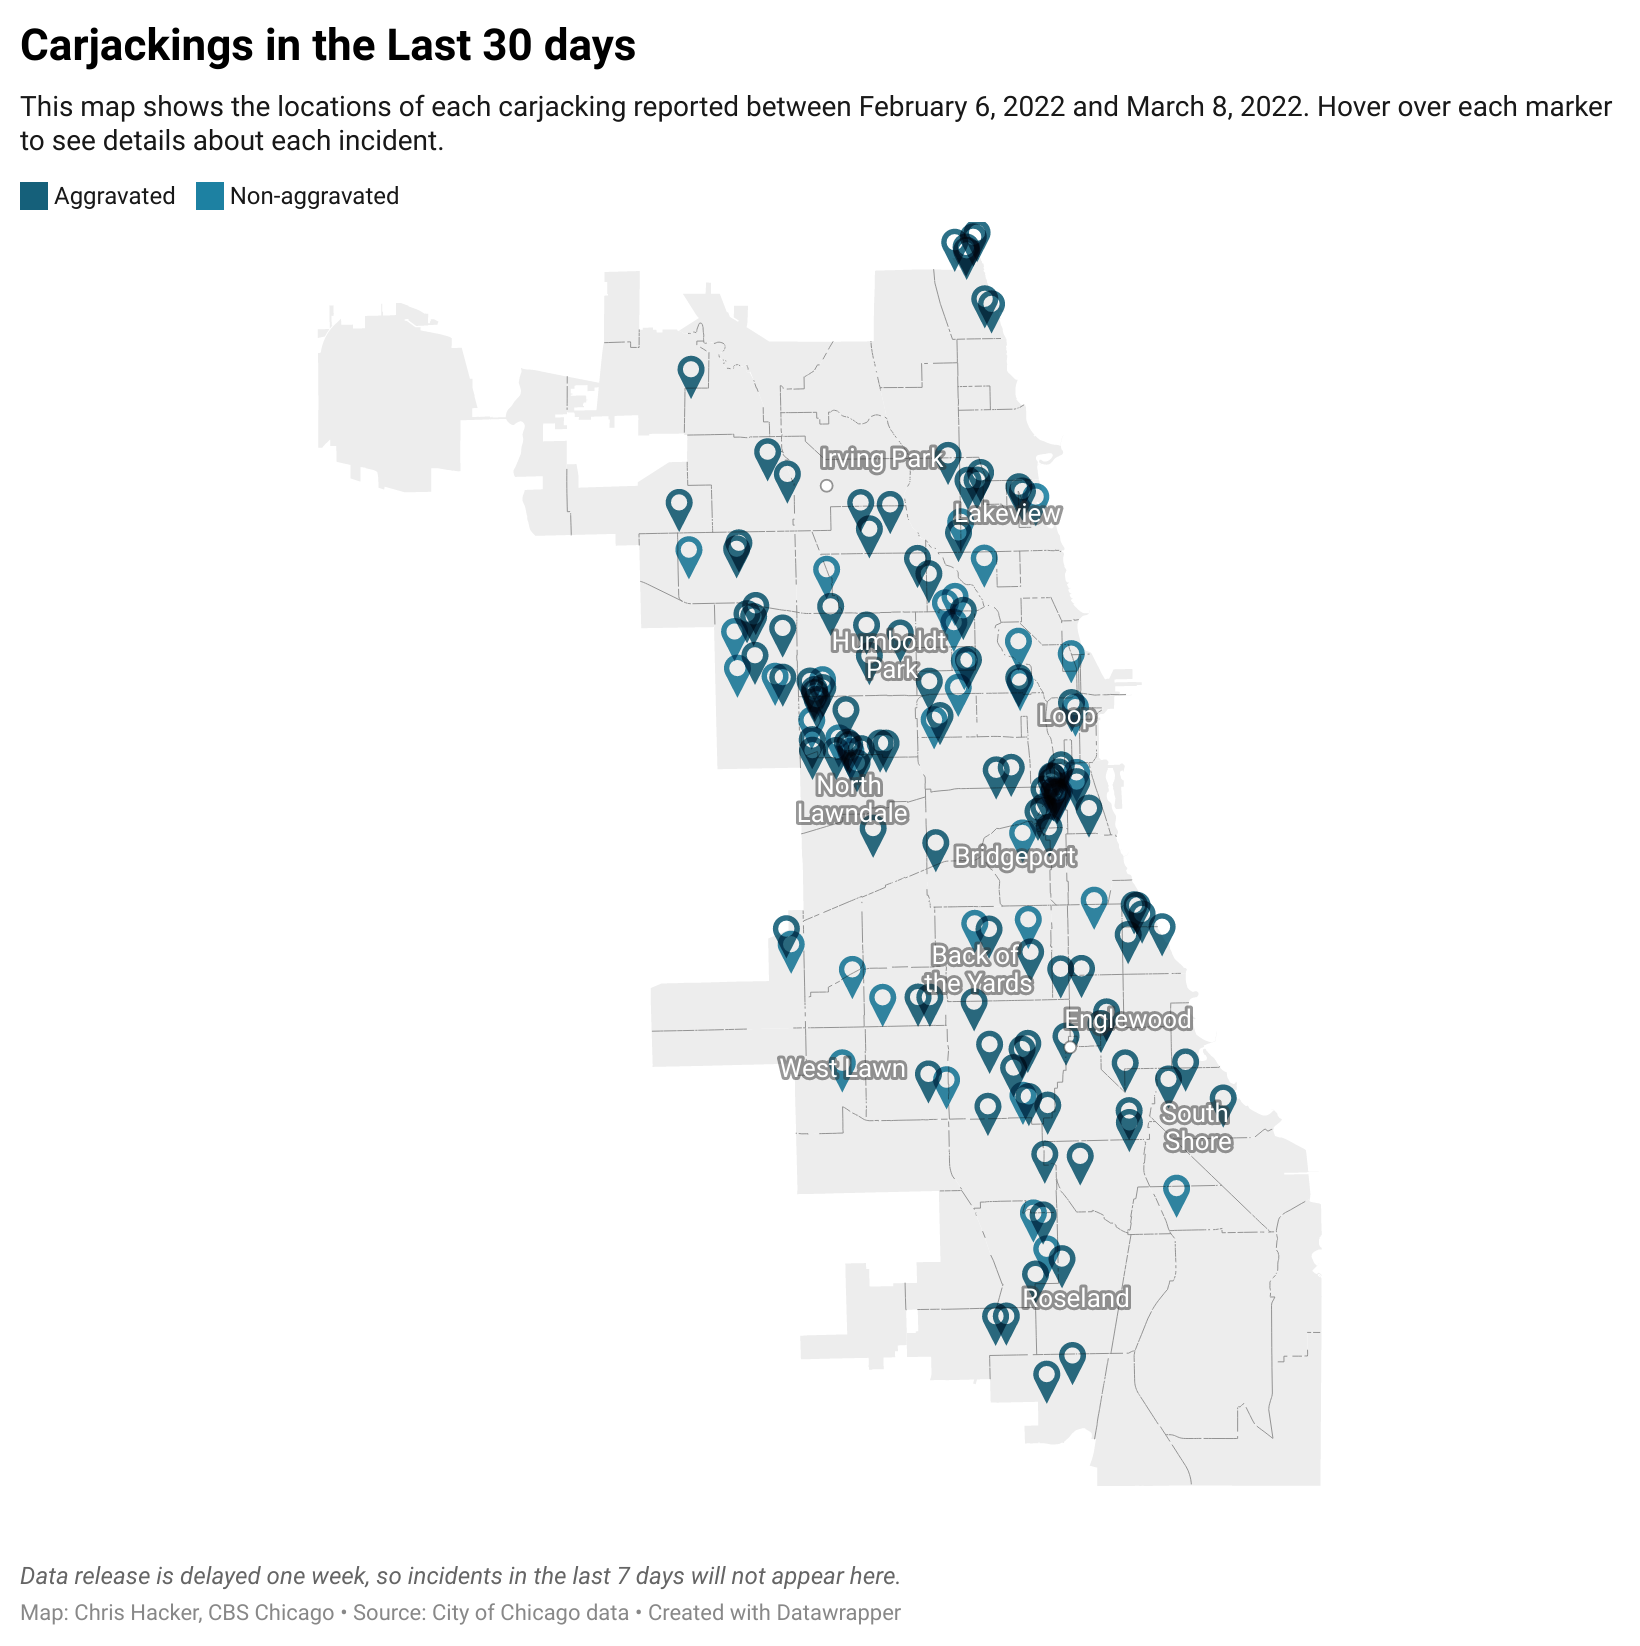 Carjackings in the Last 30 days
This map shows the locations of each carjacking reported between February 6, 2022 and March 8, 2022. Hover over each marker
to see details about each incident.
Aggravated Non-aggravated
Irving Park
Lakeview
Humboldt
Park
Loop
North
Lawndale
Bridgeport
Back of
the Yards
Englewood
West Lawn
South
Shore
Roseland
Data release is delayed one week, so incidents in the last 7 days will not appear here.
Map: Chris Hacker, CBS Chicago • Source: City of Chicago data • Created with Datawrapper